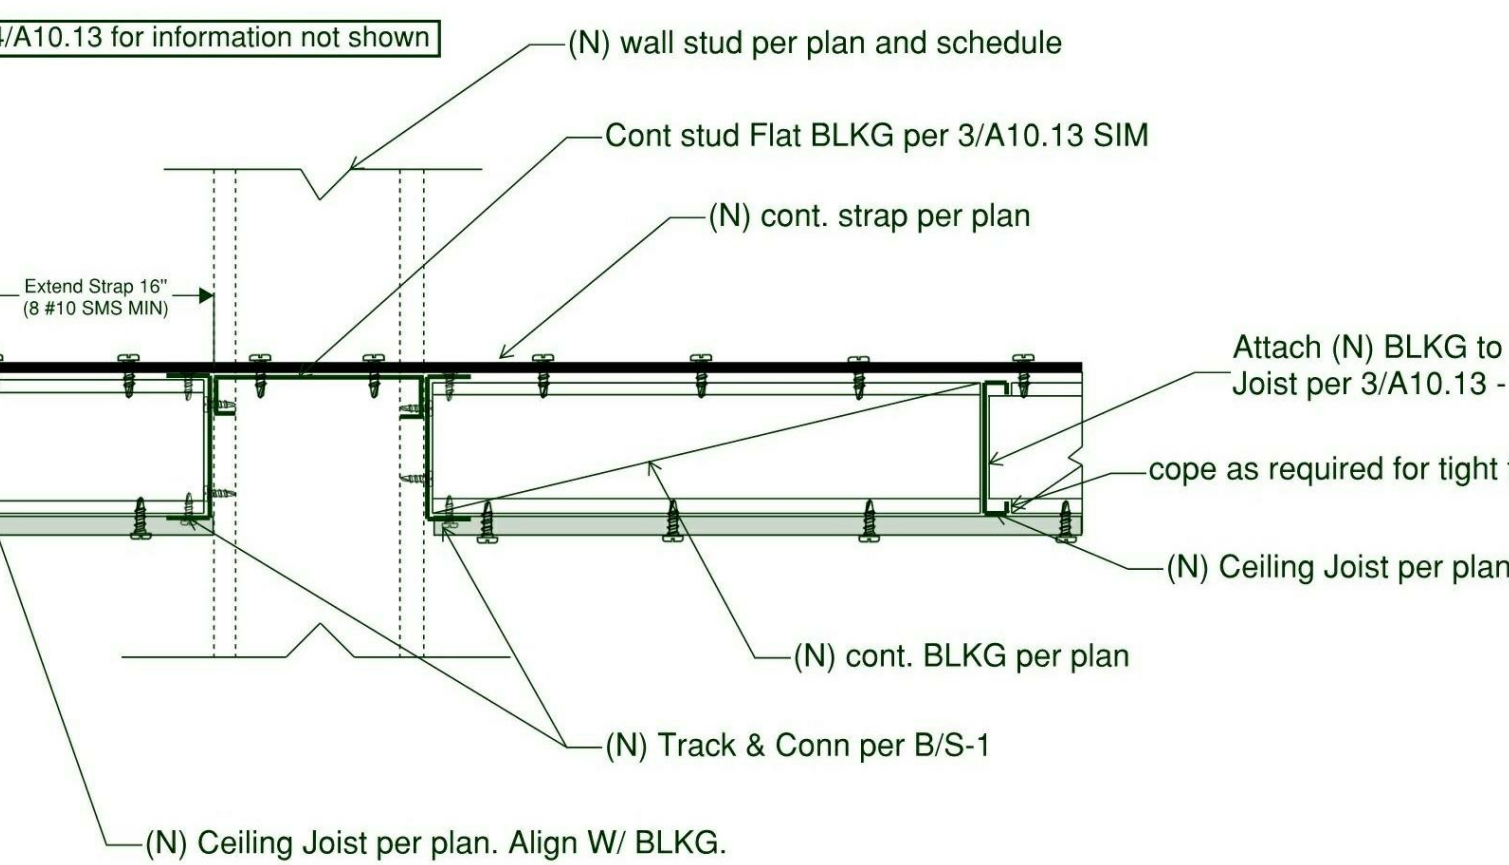 4/A10.13 for information not shown
(N) wall stud per plan and schedule
Cont stud Flat BLKG per 3/A10.13 SIM
(N) cont. strap per plan
Extend Strap 16"
(8 #10 SMS MIN)
Attach (N) BLKG to
Joist per 3/A10.13 -
cope as required for tight
(N) Ceiling Joist per plan
(N) cont. BLKG per plan
(N) Track & Conn per B/S-1
(N) Ceiling Joist per plan. Align W/ BLKG.